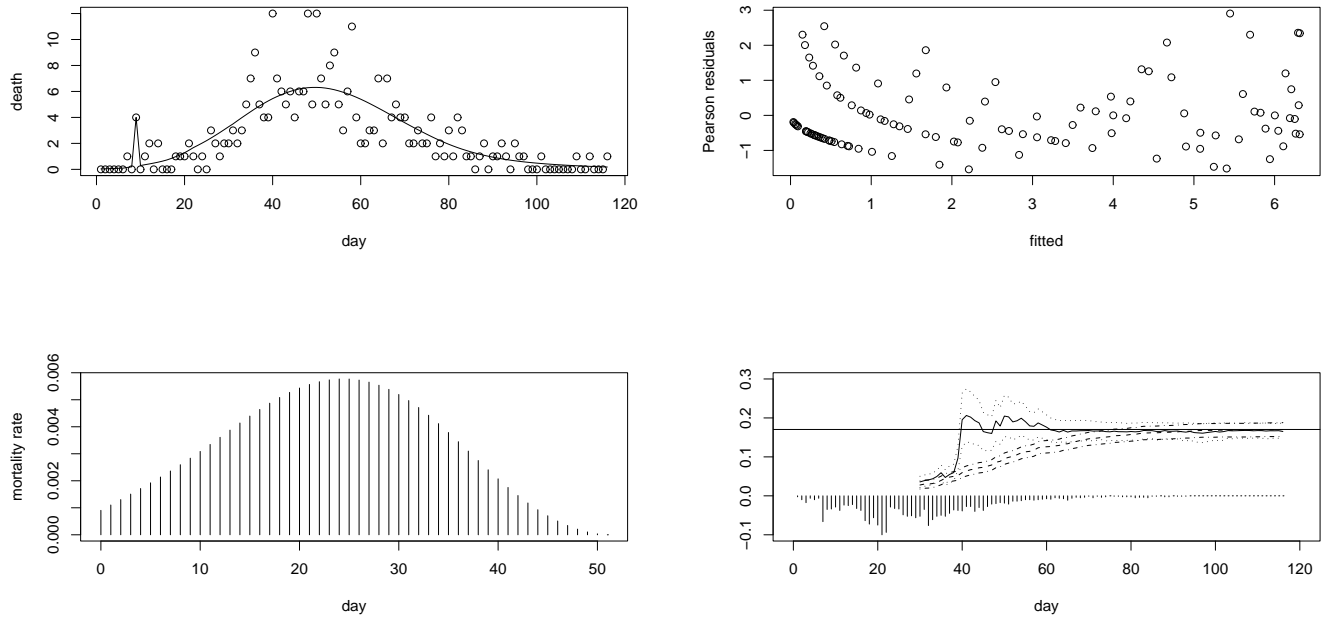 death
0 2 4 6 8 10
0 20 40 60 80 100 120
day
Pearson residuals
−1 0 1 2 3
0 1 2 3 4 5 6
fitted
mortality rate
0.000 0.002 0.004 0.006
0 10 20 30 40 50
day
−0.1 0.0 0.1 0.2 0.3
0 20 40 60 80 100 120
day